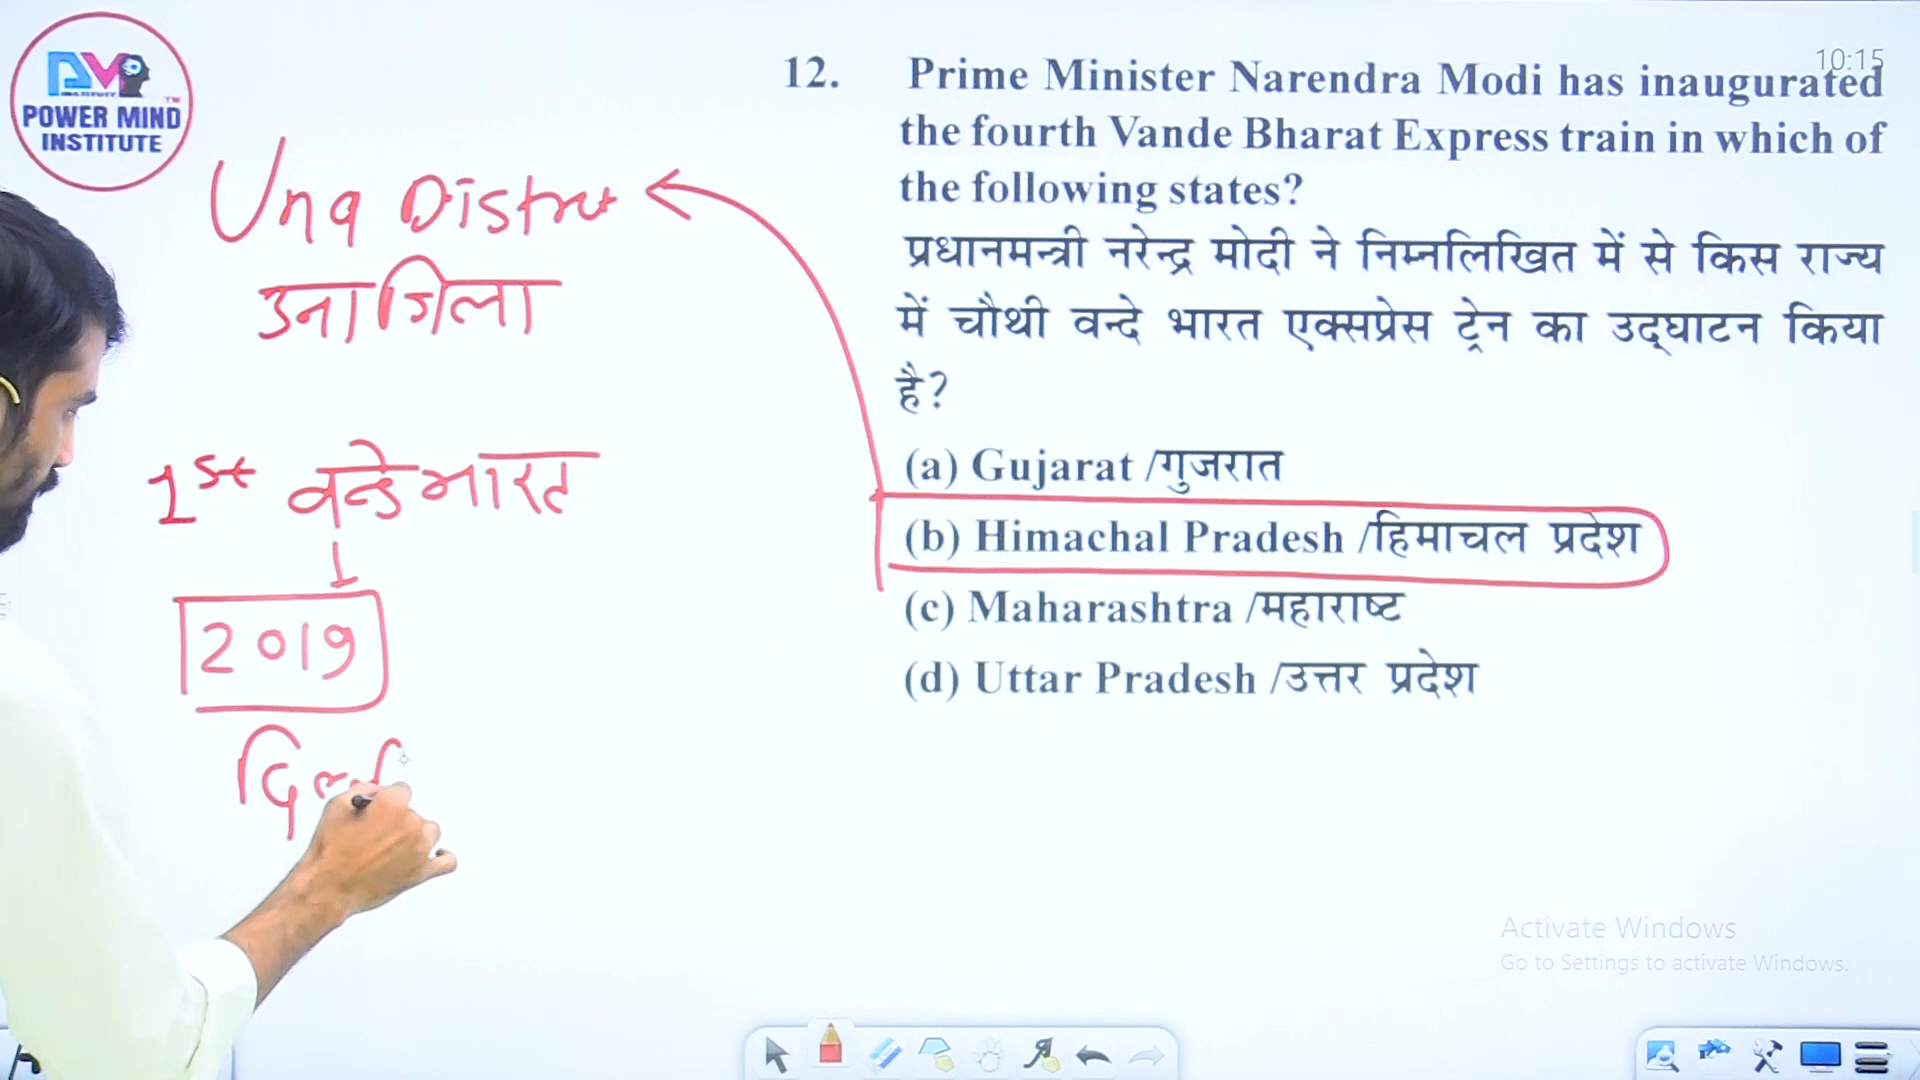 POWER MIND
INSTITUTE
10:15
12. Prime Minister Narendra Modi has inaugurated
the fourth Vande Bharat Express train in which of
the following states?
प्रधानमन्त्री नरेन्द्र मोदी ने निम्नलिखित में से किस राज्य
में चौथी वन्दे भारत एक्सप्रेस ट्रेन का उद्घाटन किया
है?
(a) Gujarat /गुजरात
(b) Himachal Pradesh /हिमाचल प्रदेश
(c) Maharashtra /महाराष्ट
(d) Uttar Pradesh /उत्तर प्रदेश
Una
उना जिला
1st वन्डे भारत
2019
Activate Windows
Go to Settings to activate Windows.